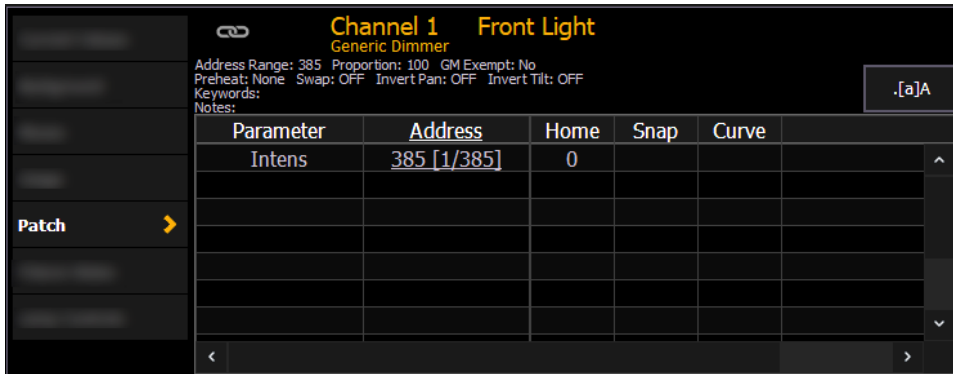 Channel 1 Front Light
Generic Dimmer
Address Range: 385 Proportion: 100 GM Exempt: No
Preheat: None Swap: OFF Invert Pan: OFF Invert Tilt: OFF
Keywords:
Notes:
.[a]A
Parameter Address Home Snap Curve
Intens 385 [1/385] 0
Patch